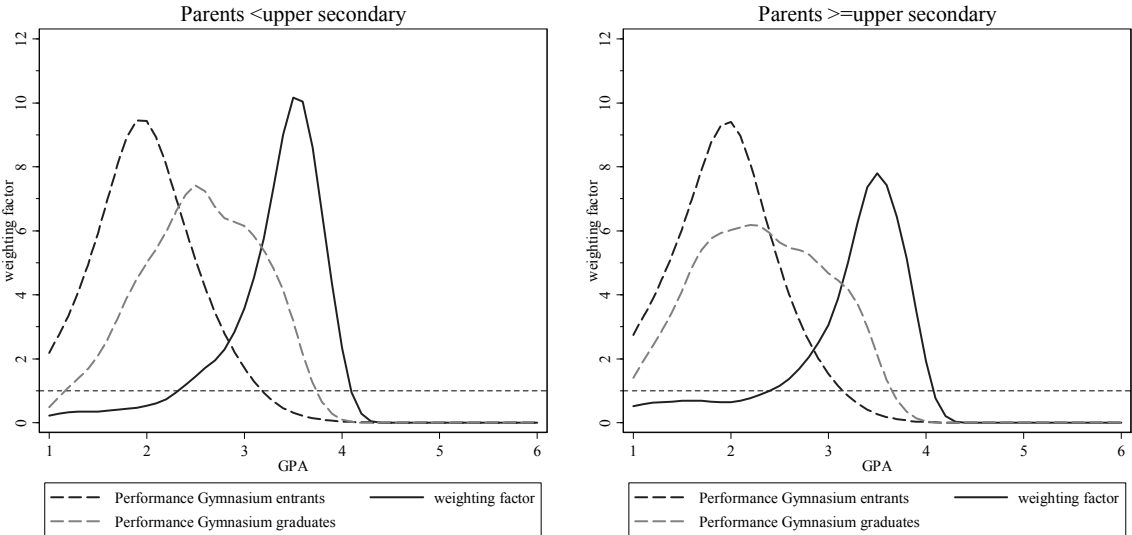 Parents <upper secondary
weighting factor
0
2
4
6
8
10
12
1
2
3
4
5
6
GPA
Performance Gymnasium entrants
weighting factor
Performance Gymnasium graduates
Parents >=upper secondary
weighting factor
0
2
4
6
8
10
12
1
2
3
4
5
6
GPA
Performance Gymnasium entrants
weighting factor
Performance Gymnasium graduates